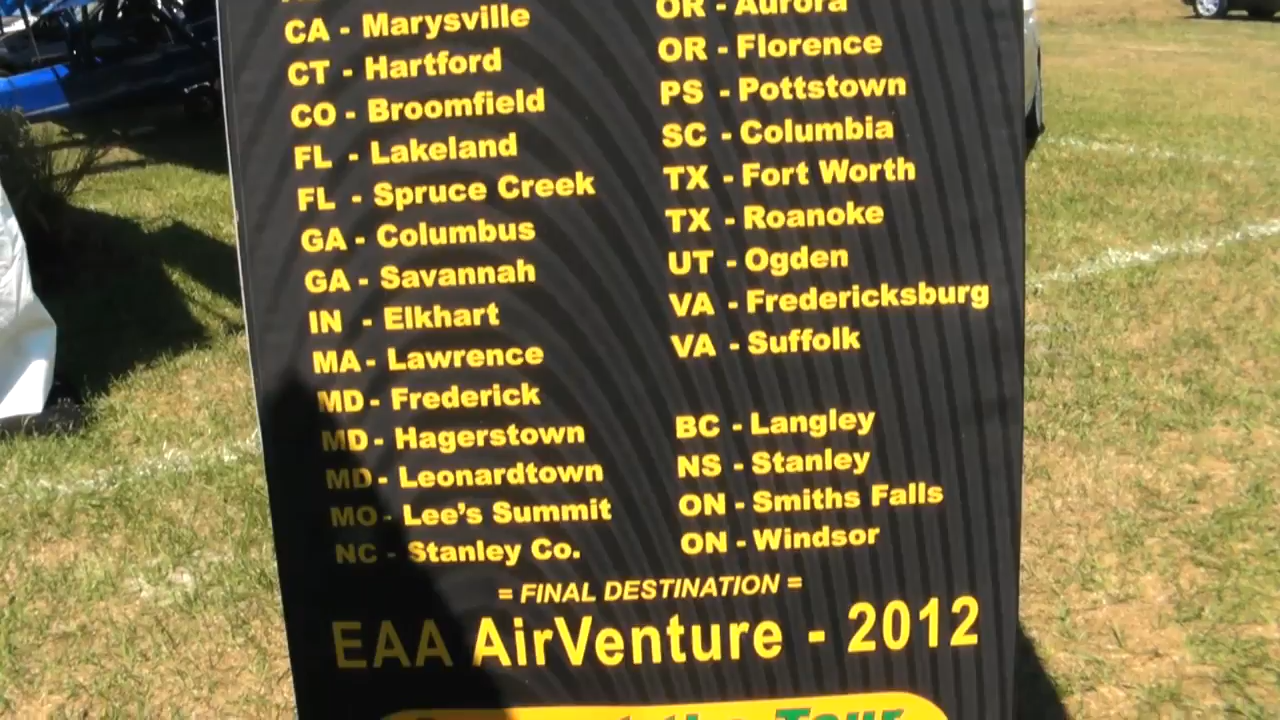 CA - Marysville
CT - Hartford
CO - Broomfield
FL - Lakeland
FL - Spruce Creek
GA - Columbus
GA - Savannah
IN - Elkhart
MA - Lawrence
MD - Frederick
MD - Hagerstown
MD - Leonardtown
MO - Lee's Summit
NC - Stanley Co.
OR - Aurora
OR - Florence
PS - Pottstown
SC - Columbia
TX - Fort Worth
TX - Roanoke
UT - Ogden
VA - Fredericksburg
VA - Suffolk
BC - Langley
NS - Stanley
ON - Smiths Falls
ON - Windsor
= FINAL DESTINATION =
EAA AirVenture - 2012
the Tour